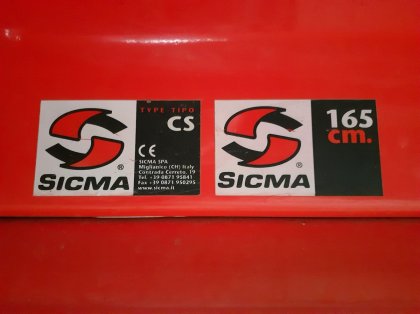 SICMA ®
TYPE TIPO
CS
CE
SICMA SPA
Miglianico (CH) Italy
Contrada Cerreto, 19
Tel. +39 0871 95841
Fax +39 0871 950295
www.sicma.it
SICMA ®
165
cm.